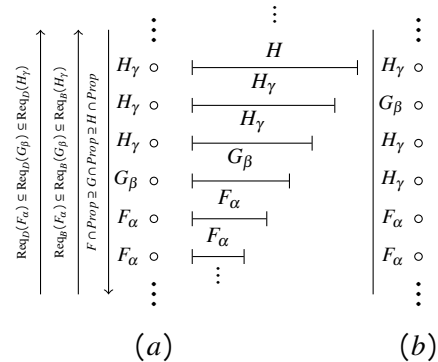 Req_D(F_α) ⊆ Req_D(G_β) ⊆ Req_D(H_γ)
Req_B(F_α) ⊆ Req_B(G_β) ⊆ Req_B(H_γ)
F ∩ Prop ⊇ G ∩ Prop ⊇ H ∩ Prop
⋮ ⋮ ⋮
H_γ ○ H H_γ ○
H_γ ○ H_γ G_β ○
H_γ ○ H_γ H_γ ○
G_β ○ G_β H_γ ○
F_α ○ F_α F_α ○
F_α ○ F_α F_α ○
⋮ ⋮ ⋮
(a) (b)